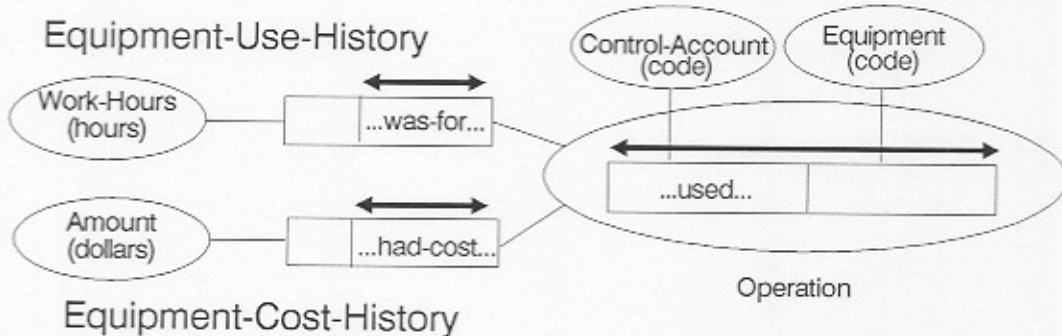 Equipment-Use-History
Control-Account
(code)
Equipment
(code)
Work-Hours
(hours)
...was-for...
...used...
Amount
(dollars)
...had-cost...
Operation
Equipment-Cost-History